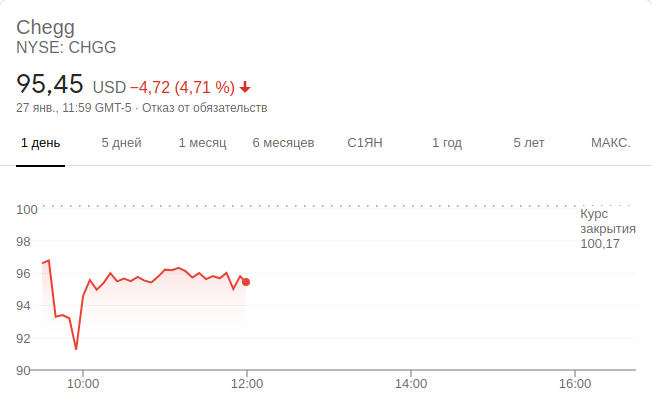 Chegg
NYSE: CHGG
95,45 USD −4,72 (4,71 %)
27 янв., 11:59 GMT-5 · Отказ от обязательств
1 день 5 дней 1 месяц 6 месяцев С1ЯН 1 год 5 лет МАКС.
100
Курс
закрытия
100,17
98
96
94
92
90
10:00 12:00 14:00 16:00